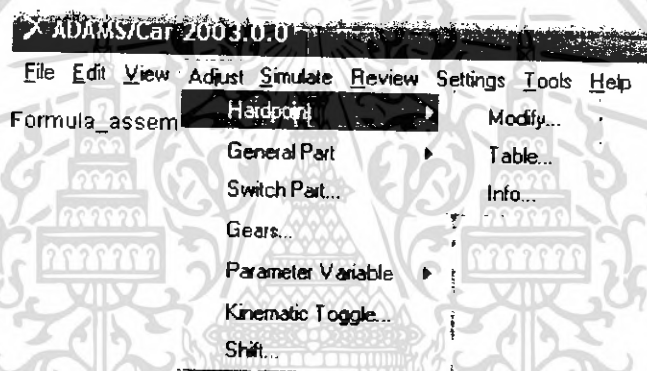 ADAMS/Car 2003.0.0
File Edit View Adjust Simulate Review Settings Tools Help
Formula_assem
Hardpoint
Modify...
General Part
Table...
Switch Part...
Info...
Gears...
Parameter Variable
Kinematic Toggle...
Shift...